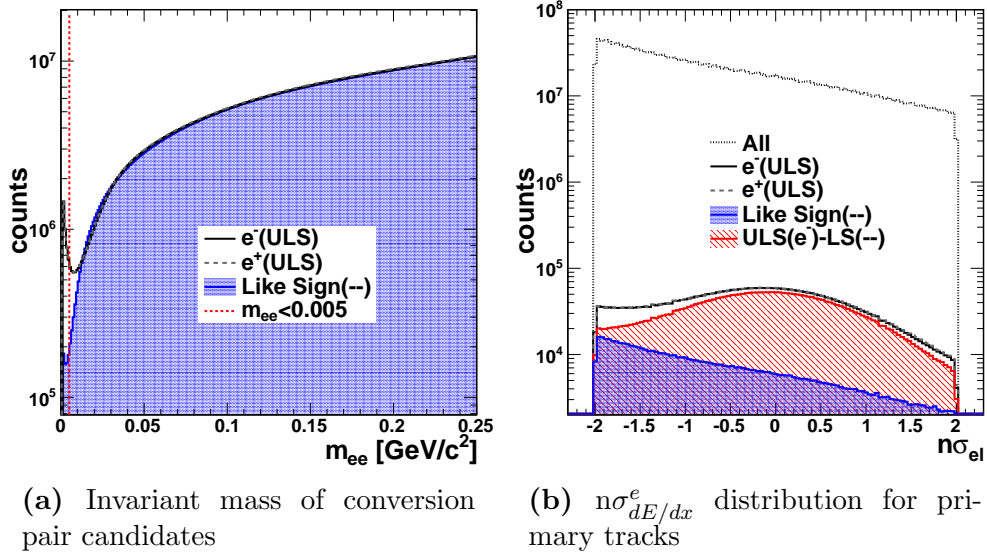 counts
10^7
10^6
10^5
e^-(ULS)
e^+(ULS)
Like Sign(--)
m_ee<0.005
0 0.05 0.1 0.15 0.2 0.25
m_ee [GeV/c^2]
counts
10^8
10^7
10^6
10^5
10^4
All
e^-(ULS)
e^+(ULS)
Like Sign(--)
ULS(e^-)-LS(--)
-2 -1.5 -1 -0.5 0 0.5 1 1.5 2
nσ_el
(a) Invariant mass of conversion
pair candidates
(b) nσ^e_{dE/dx} distribution for pri-
mary tracks